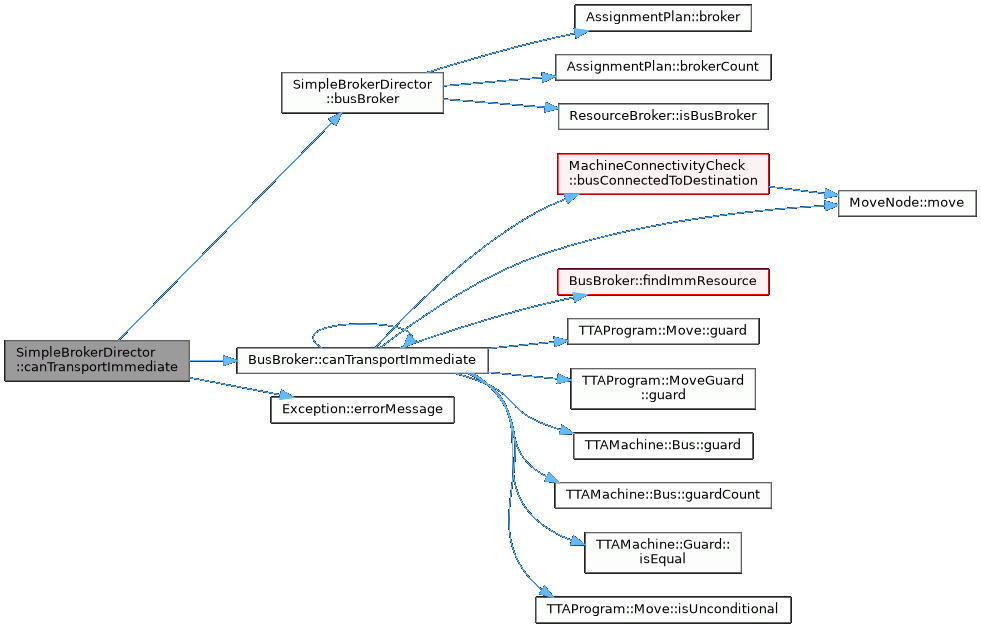 AssignmentPlan::broker
SimpleBrokerDirector
::busBroker
AssignmentPlan::brokerCount
ResourceBroker::isBusBroker
MachineConnectivityCheck
::busConnectedToDestination
MoveNode::move
BusBroker::findImmResource
TTAProgram::Move::guard
SimpleBrokerDirector
::canTransportImmediate
BusBroker::canTransportImmediate
TTAProgram::MoveGuard
::guard
Exception::errorMessage
TTAMachine::Bus::guard
TTAMachine::Bus::guardCount
TTAMachine::Guard::
isEqual
TTAProgram::Move::isUnconditional